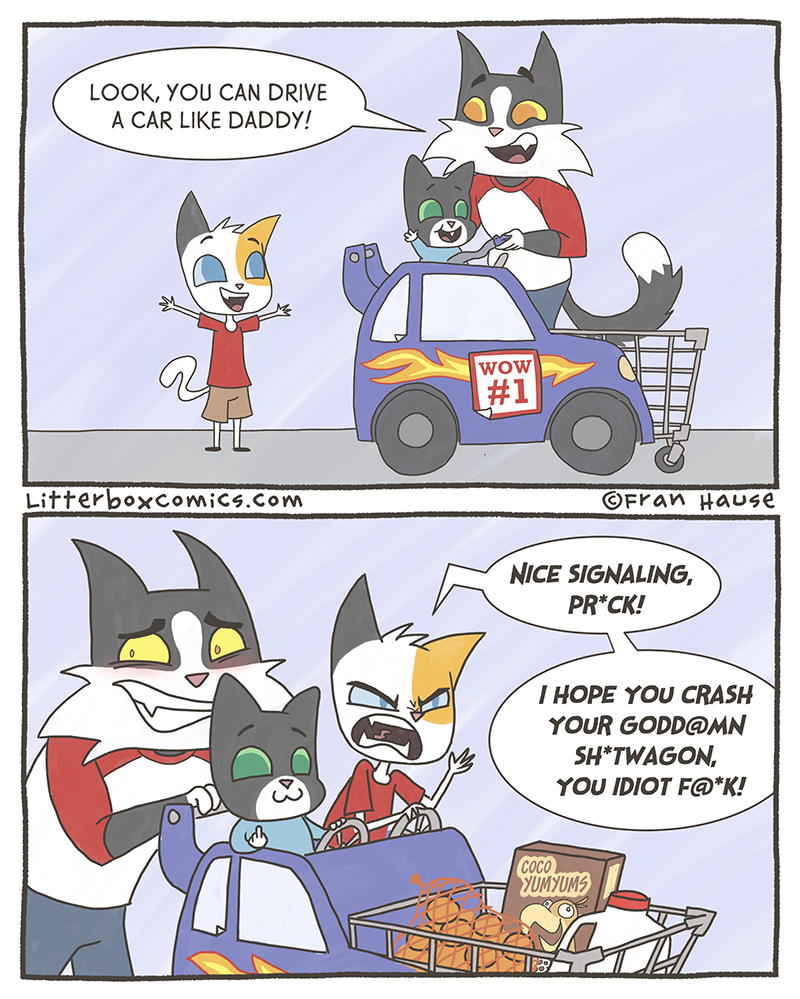 LOOK, YOU CAN DRIVE
A CAR LIKE DADDY!
WOW
#1
Litterboxcomics.com
©Fran Hause
NICE SIGNALING,
PR*CK!
I HOPE YOU CRASH
YOUR GODD@MN
SH*TWAGON,
YOU IDIOT F@*K!
COCO
YUMYUMS